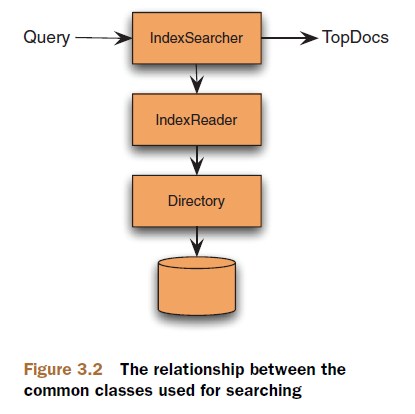 Query
IndexSearcher
TopDocs
IndexReader
Directory
Figure 3.2 The relationship between the
common classes used for searching